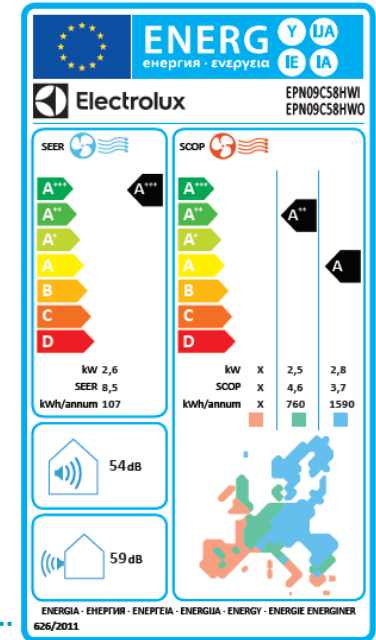 ENERG Y IJA
енергия · ενεργεια IE IA
Electrolux
EPN09C58HWI
EPN09C58HWO
SEER
SCOP
A+++ A+++ A+++
A++ A++ A++
A+ A+
A A A
B B
C C
D D
kW 2,6 kW X 2,5 2,8
SEER 8,5 SCOP X 4,6 3,7
kWh/annum 107 kWh/annum X 760 1590
54dB
59dB
ENERGIA · ЕНЕРГИЯ · ΕΝΕΡΓΕΙΑ · ENERGIJA · ENERGY · ENERGIE ENERGINER
626/2011